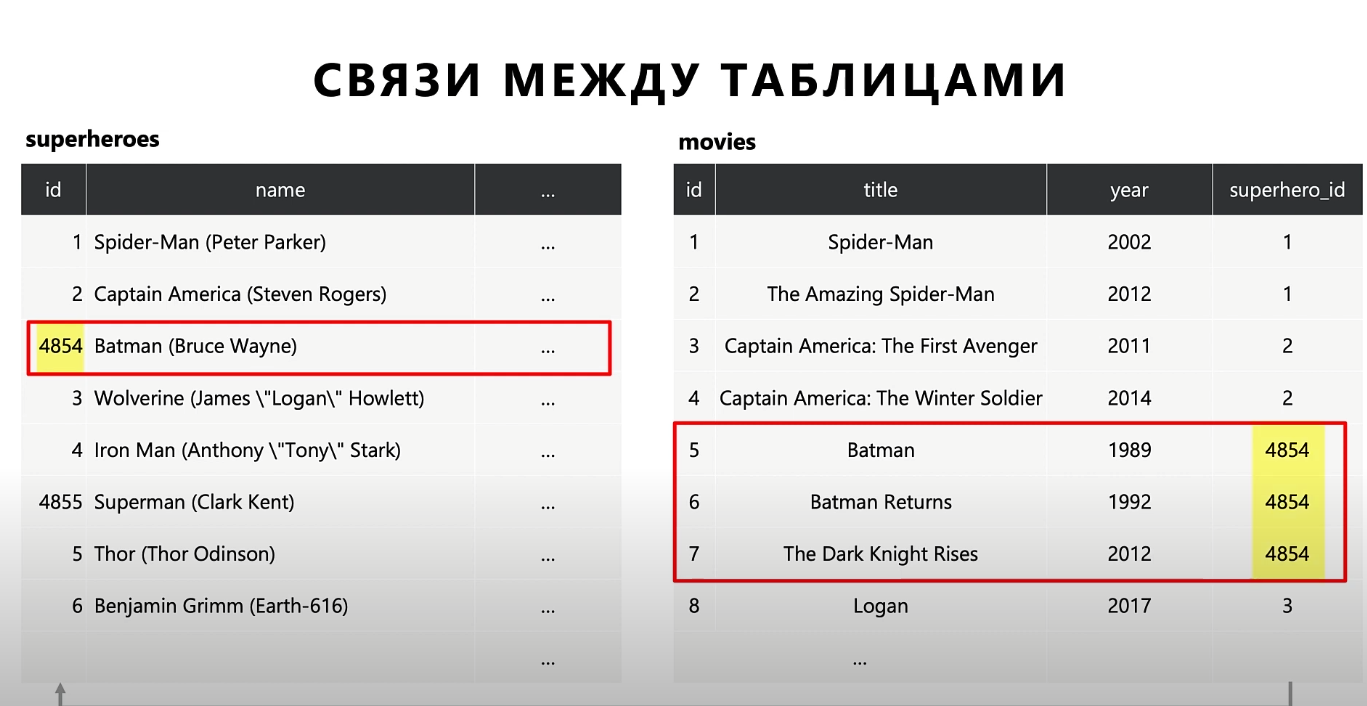 СВЯЗИ МЕЖДУ ТАБЛИЦАМИ
superheroes
id name ...
1 Spider-Man (Peter Parker) ...
2 Captain America (Steven Rogers) ...
4854 Batman (Bruce Wayne) ...
3 Wolverine (James \"Logan\" Howlett) ...
4 Iron Man (Anthony \"Tony\" Stark) ...
4855 Superman (Clark Kent) ...
5 Thor (Thor Odinson) ...
6 Benjamin Grimm (Earth-616) ...
...
movies
id title year superhero_id
1 Spider-Man 2002 1
2 The Amazing Spider-Man 2012 1
3 Captain America: The First Avenger 2011 2
4 Captain America: The Winter Soldier 2014 2
5 Batman 1989 4854
6 Batman Returns 1992 4854
7 The Dark Knight Rises 2012 4854
8 Logan 2017 3
...